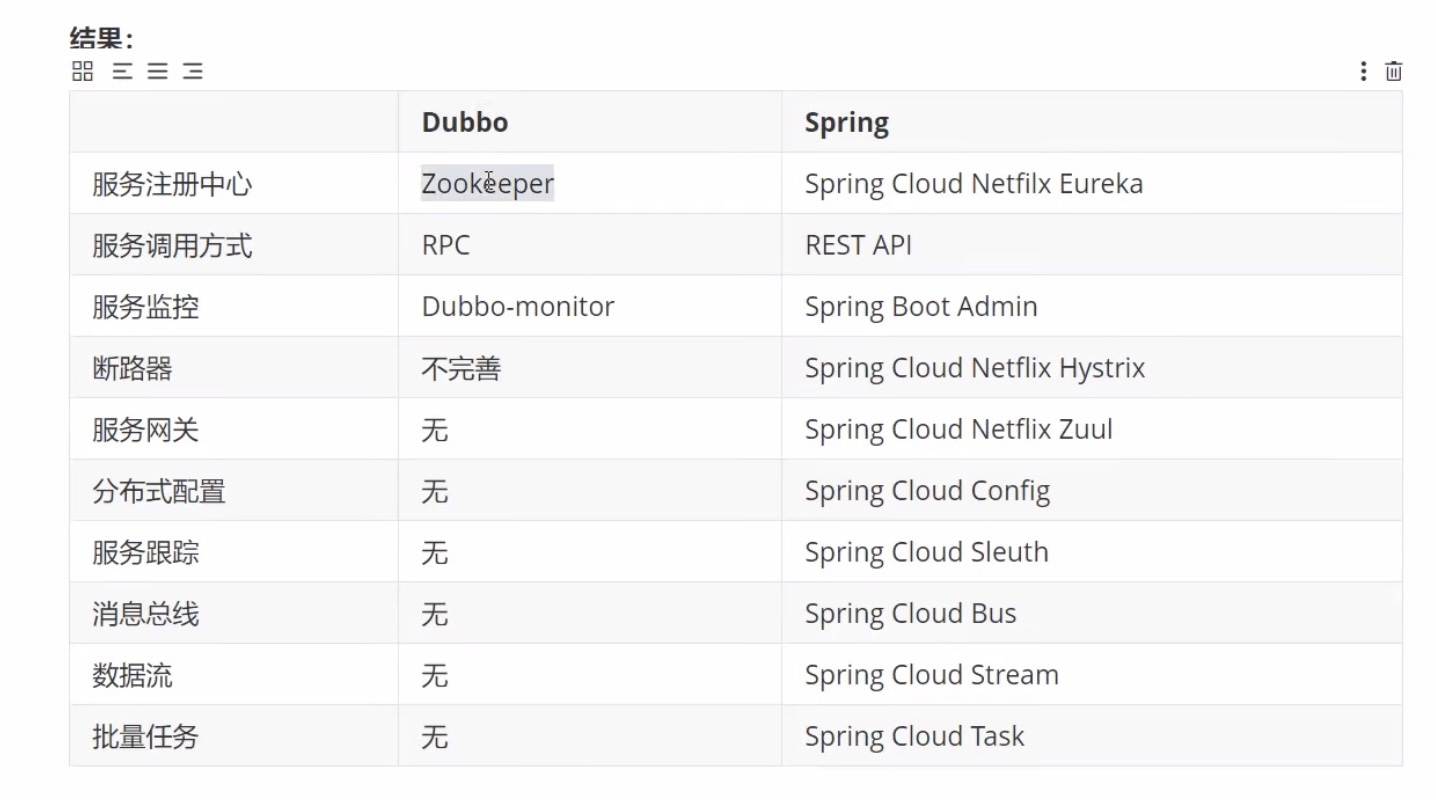 结果：
Dubbo Spring
服务注册中心 Zookeeper Spring Cloud Netfilx Eureka
服务调用方式 RPC REST API
服务监控 Dubbo-monitor Spring Boot Admin
断路器 不完善 Spring Cloud Netflix Hystrix
服务网关 无 Spring Cloud Netflix Zuul
分布式配置 无 Spring Cloud Config
服务跟踪 无 Spring Cloud Sleuth
消息总线 无 Spring Cloud Bus
数据流 无 Spring Cloud Stream
批量任务 无 Spring Cloud Task